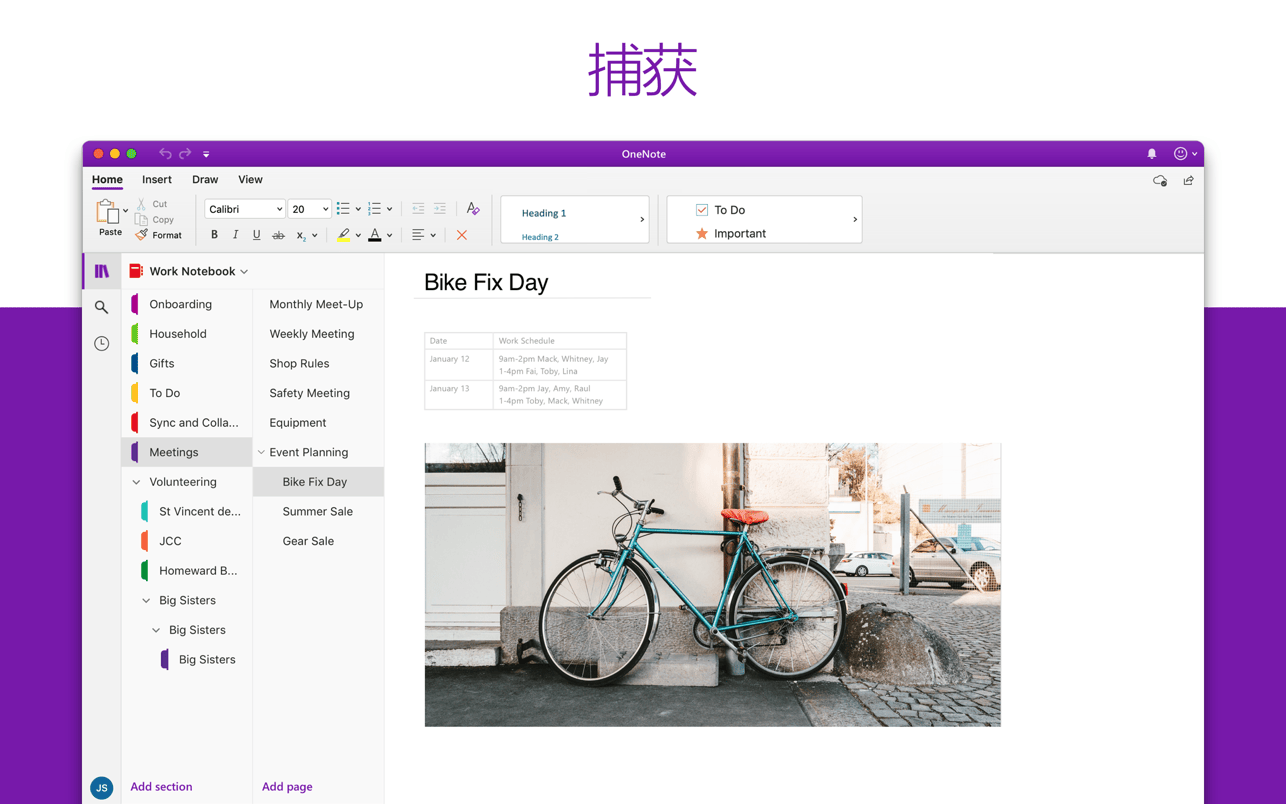 捕获
OneNote
Home Insert Draw View
Paste
Cut
Copy
Format
Calibri 20
B I U ab x2 A
Heading 1
Heading 2
To Do
Important
Work Notebook
Onboarding
Household
Gifts
To Do
Sync and Colla...
Meetings
Volunteering
St Vincent de...
JCC
Homeward B...
Big Sisters
Big Sisters
Big Sisters
Add section
JS
Monthly Meet-Up
Weekly Meeting
Shop Rules
Safety Meeting
Equipment
Event Planning
Bike Fix Day
Summer Sale
Gear Sale
Add page
Bike Fix Day
Date Work Schedule
January 12 9am-2pm Mack, Whitney, Jay
1-4pm Fai, Toby, Lina
January 13 9am-2pm Jay, Amy, Raul
1-4pm Toby, Mack, Whitney